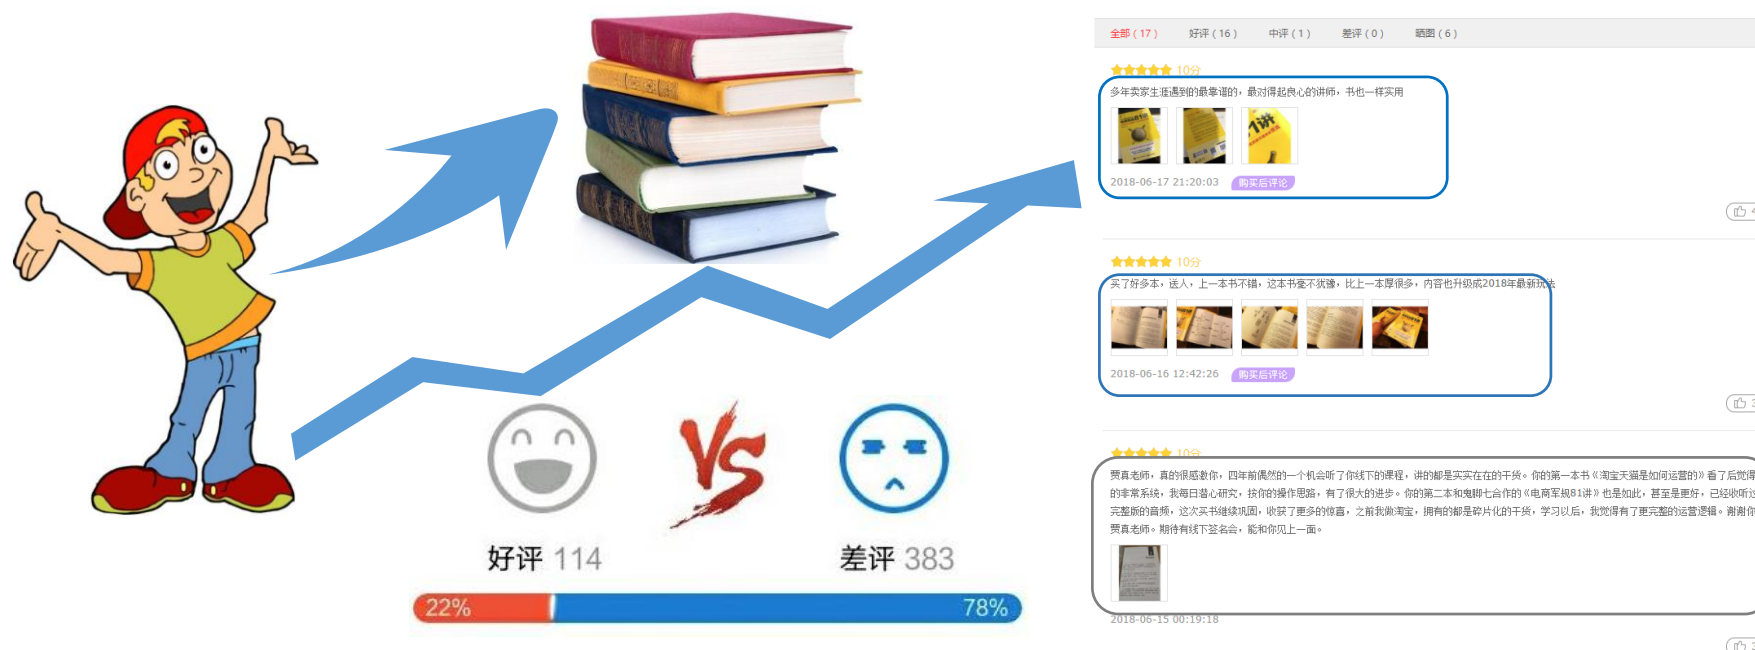 全部（17）　好评（16）　中评（1）　差评（0）　晒图（6）
10分
多年卖家生涯遇到的最靠谱的，最对得起良心的讲师，书也一样实用
2018-06-17 21:20:03　购买后评论
10分
买了好多本，送人，上一本书不错，这本书毫不犹豫，比上一本厚很多，内容也升级成2018年最新玩法
2018-06-16 12:42:26　购买后评论
10分
贾真老师，真的很感激你，四年前偶然的一个机会听了你线下的课程，讲的都是实实在在的干货。你的第一本书《淘宝天猫是如何运营的》看了后觉得
的非常系统，我每日潜心研究，按你的操作思路，有了很大的进步。你的第二本和鬼脚七合作的《电商军规81讲》也是如此，甚至是更好，已经收听过
完整版的音频，这次买书继续巩固，收获了更多的惊喜，之前我做淘宝，拥有的都是碎片化的干货，学习以后，我觉得有了更完整的运营逻辑。谢谢你
贾真老师。期待有线下签名会，能和你见上一面。
2018-06-15 00:19:18
VS
好评 114　差评 383
22%　78%